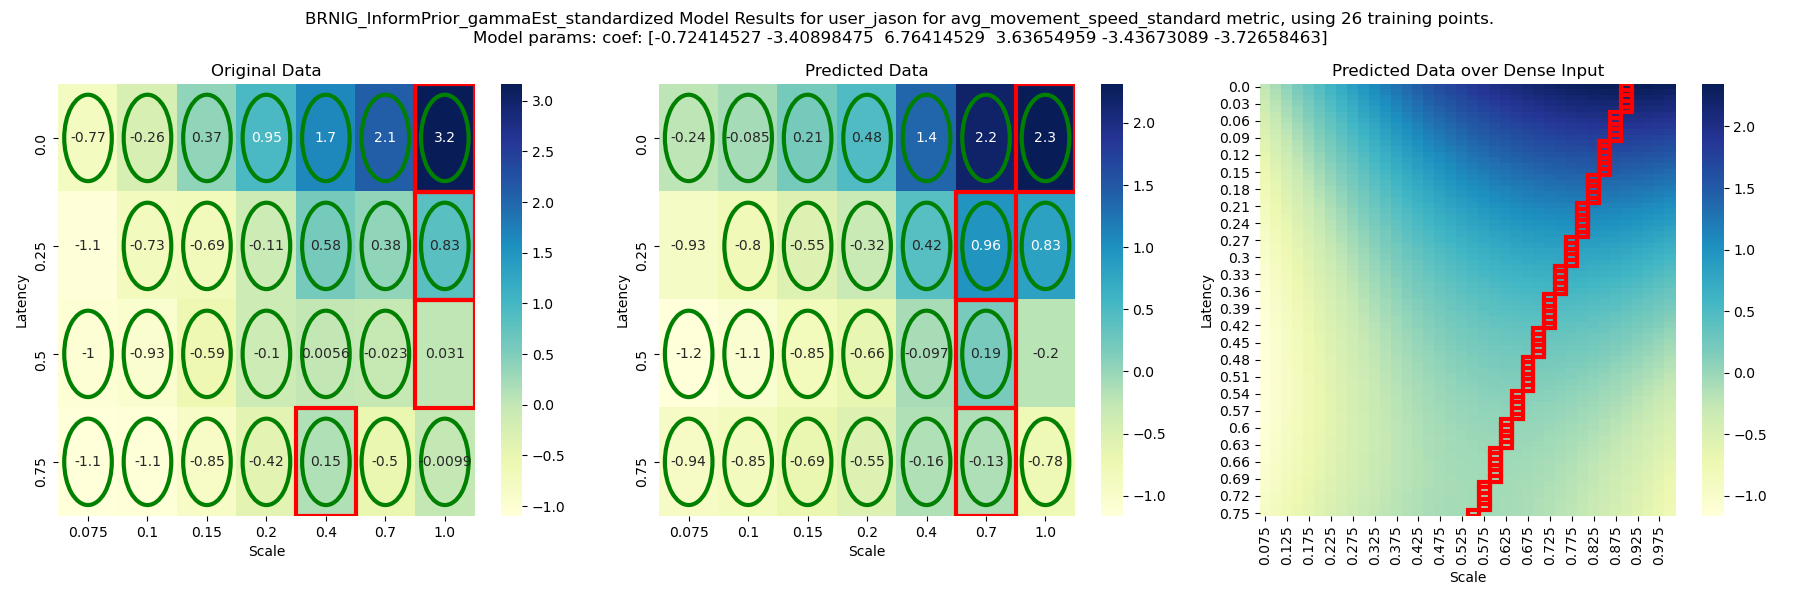 BRNIG_InformPrior_gammaEst_standardized Model Results for user_jason for avg_movement_speed_standard metric, using 26 training points.
Model params: coef: [-0.72414527 -3.40898475  6.76414529  3.63654959 -3.43673089 -3.72658463]
Original Data
0.0 -0.77 -0.26 0.37 0.95 1.7 2.1 3.2
0.25 -1.1 -0.73 -0.69 -0.11 0.58 0.38 0.83
0.5 -1 -0.93 -0.59 -0.1 0.0056 -0.023 0.031
0.75 -1.1 -1.1 -0.85 -0.42 0.15 -0.5 -0.0099
0.075 0.1 0.15 0.2 0.4 0.7 1.0
Scale
Latency
3.0
2.5
2.0
1.5
1.0
0.5
0.0
−0.5
−1.0
Predicted Data
0.0 -0.24 -0.085 0.21 0.48 1.4 2.2 2.3
0.25 -0.93 -0.8 -0.55 -0.32 0.42 0.96 0.83
0.5 -1.2 -1.1 -0.85 -0.66 -0.097 0.19 -0.2
0.75 -0.94 -0.85 -0.69 -0.55 -0.16 -0.13 -0.78
0.075 0.1 0.15 0.2 0.4 0.7 1.0
Scale
Latency
2.0
1.5
1.0
0.5
0.0
−0.5
−1.0
Predicted Data over Dense Input
0.0
0.03
0.06
0.09
0.12
0.15
0.18
0.21
0.24
0.27
0.3
0.33
0.36
0.39
0.42
0.45
0.48
0.51
0.54
0.57
0.6
0.63
0.66
0.69
0.72
0.75
0.075 0.125 0.175 0.225 0.275 0.325 0.375 0.425 0.475 0.525 0.575 0.625 0.675 0.725 0.775 0.825 0.875 0.925 0.975
Scale
Latency
2.0
1.5
1.0
0.5
0.0
−0.5
−1.0